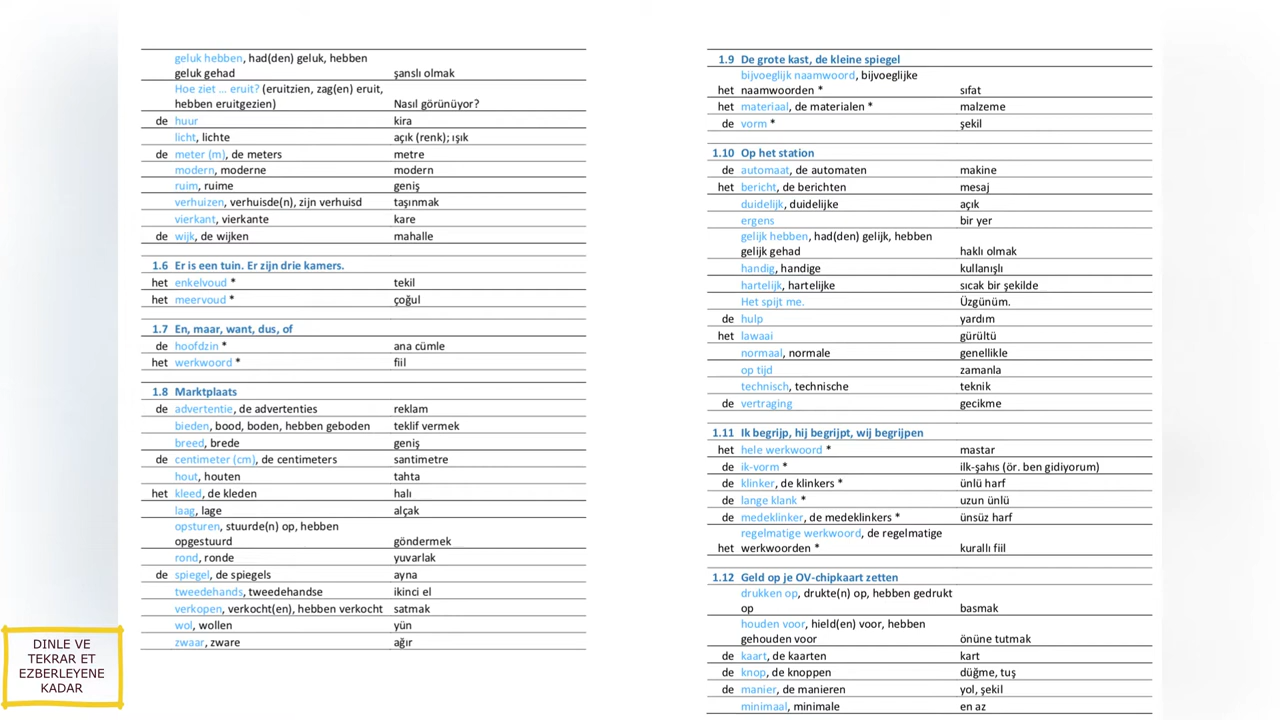 geluk hebben, had(den) geluk, hebben
geluk gehad şanslı olmak
Hoe ziet ... eruit? (eruitzien, zag(en) eruit,
hebben eruitgezien) Nasıl görünüyor?
de huur kira
licht, lichte açık (renk); ışık
de meter (m), de meters metre
modern, moderne modern
ruim, ruime geniş
verhuizen, verhuisde(n), zijn verhuisd taşınmak
vierkant, vierkante kare
de wijk, de wijken mahalle
1.6 Er is een tuin. Er zijn drie kamers.
het enkelvoud * tekil
het meervoud * çoğul
1.7 En, maar, want, dus, of
de hoofdzin * ana cümle
het werkwoord * fiil
1.8 Marktplaats
de advertentie, de advertenties reklam
bieden, bood, boden, hebben geboden teklif vermek
breed, brede geniş
de centimeter (cm), de centimeters santimetre
hout, houten tahta
het kleed, de kleden halı
laag, lage alçak
opsturen, stuurde(n) op, hebben
opgestuurd göndermek
rond, ronde yuvarlak
de spiegel, de spiegels ayna
tweedehands, tweedehandse ikinci el
verkopen, verkocht(en), hebben verkocht satmak
wol, wollen yün
zwaar, zware ağır
DİNLE VE
TEKRAR ET
EZBERLEYENE
KADAR
1.9 De grote kast, de kleine spiegel
bijvoeglijk naamwoord, bijvoeglijke
het naamwoorden * sıfat
het materiaal, de materialen * malzeme
de vorm * şekil
1.10 Op het station
de automaat, de automaten makine
het bericht, de berichten mesaj
duidelijk, duidelijke açık
ergens bir yer
gelijk hebben, had(den) gelijk, hebben
gelijk gehad haklı olmak
handig, handige kullanışlı
hartelijk, hartelijke sıcak bir şekilde
Het spijt me. Üzgünüm.
de hulp yardım
het lawaai gürültü
normaal, normale genellikle
op tijd zamanla
technisch, technische teknik
de vertraging gecikme
1.11 Ik begrijp, hij begrijpt, wij begrijpen
het hele werkwoord * mastar
de ik-vorm * ilk-şahıs (ör. ben gidiyorum)
de klinker, de klinkers * ünlü harf
de lange klank * uzun ünlü
de medeklinker, de medeklinkers * ünsüz harf
regelmatige werkwoord, de regelmatige
het werkwoorden * kurallı fiil
1.12 Geld op je OV-chipkaart zetten
drukken op, drukte(n) op, hebben gedrukt
op basmak
houden voor, hield(en) voor, hebben
gehouden voor önüne tutmak
de kaart, de kaarten kart
de knop, de knoppen düğme, tuş
de manier, de manieren yol, şekil
minimaal, minimale en az